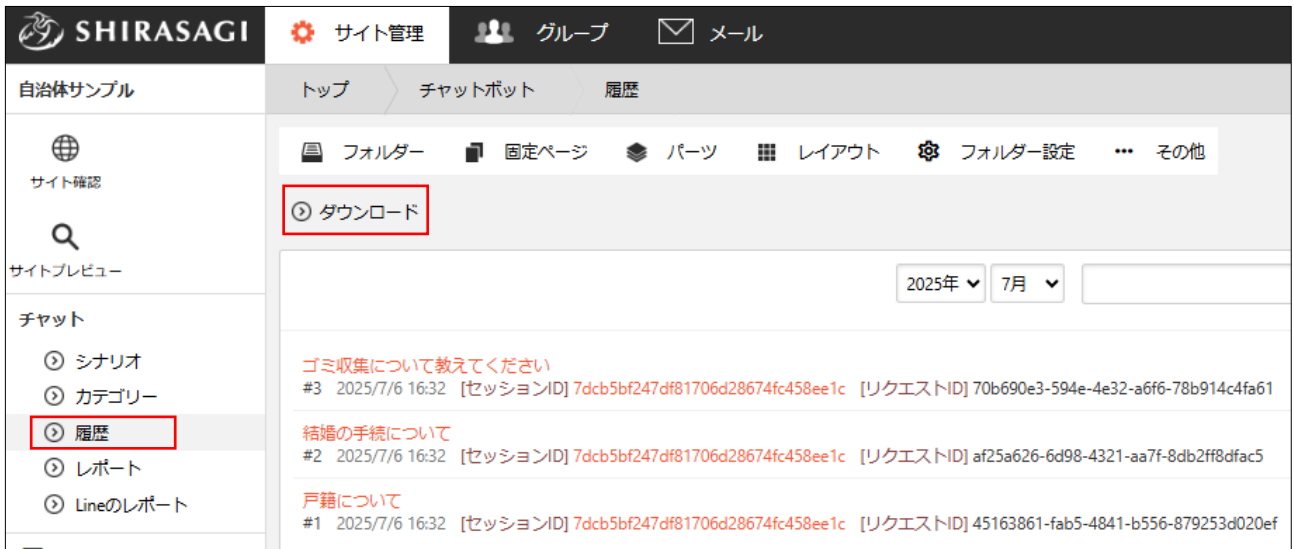 SHIRASAGI サイト管理 グループ メール
自治体サンプル
サイト確認
サイトプレビュー
チャット
シナリオ
カテゴリー
履歴
レポート
Lineのレポート
トップ チャットボット 履歴
フォルダー 固定ページ パーツ レイアウト フォルダー設定 ••• その他
ダウンロード
2025年 7月
ゴミ収集について教えてください
#3 2025/7/6 16:32 [セッションID] 7dcb5bf247df81706d28674fc458ee1c [リクエストID] 70b690e3-594e-4e32-a6f6-78b914c4fa61
結婚の手続について
#2 2025/7/6 16:32 [セッションID] 7dcb5bf247df81706d28674fc458ee1c [リクエストID] af25a626-6d98-4321-aa7f-8db2ff8dfac5
戸籍について
#1 2025/7/6 16:32 [セッションID] 7dcb5bf247df81706d28674fc458ee1c [リクエストID] 45163861-fab5-4841-b556-879253d020ef